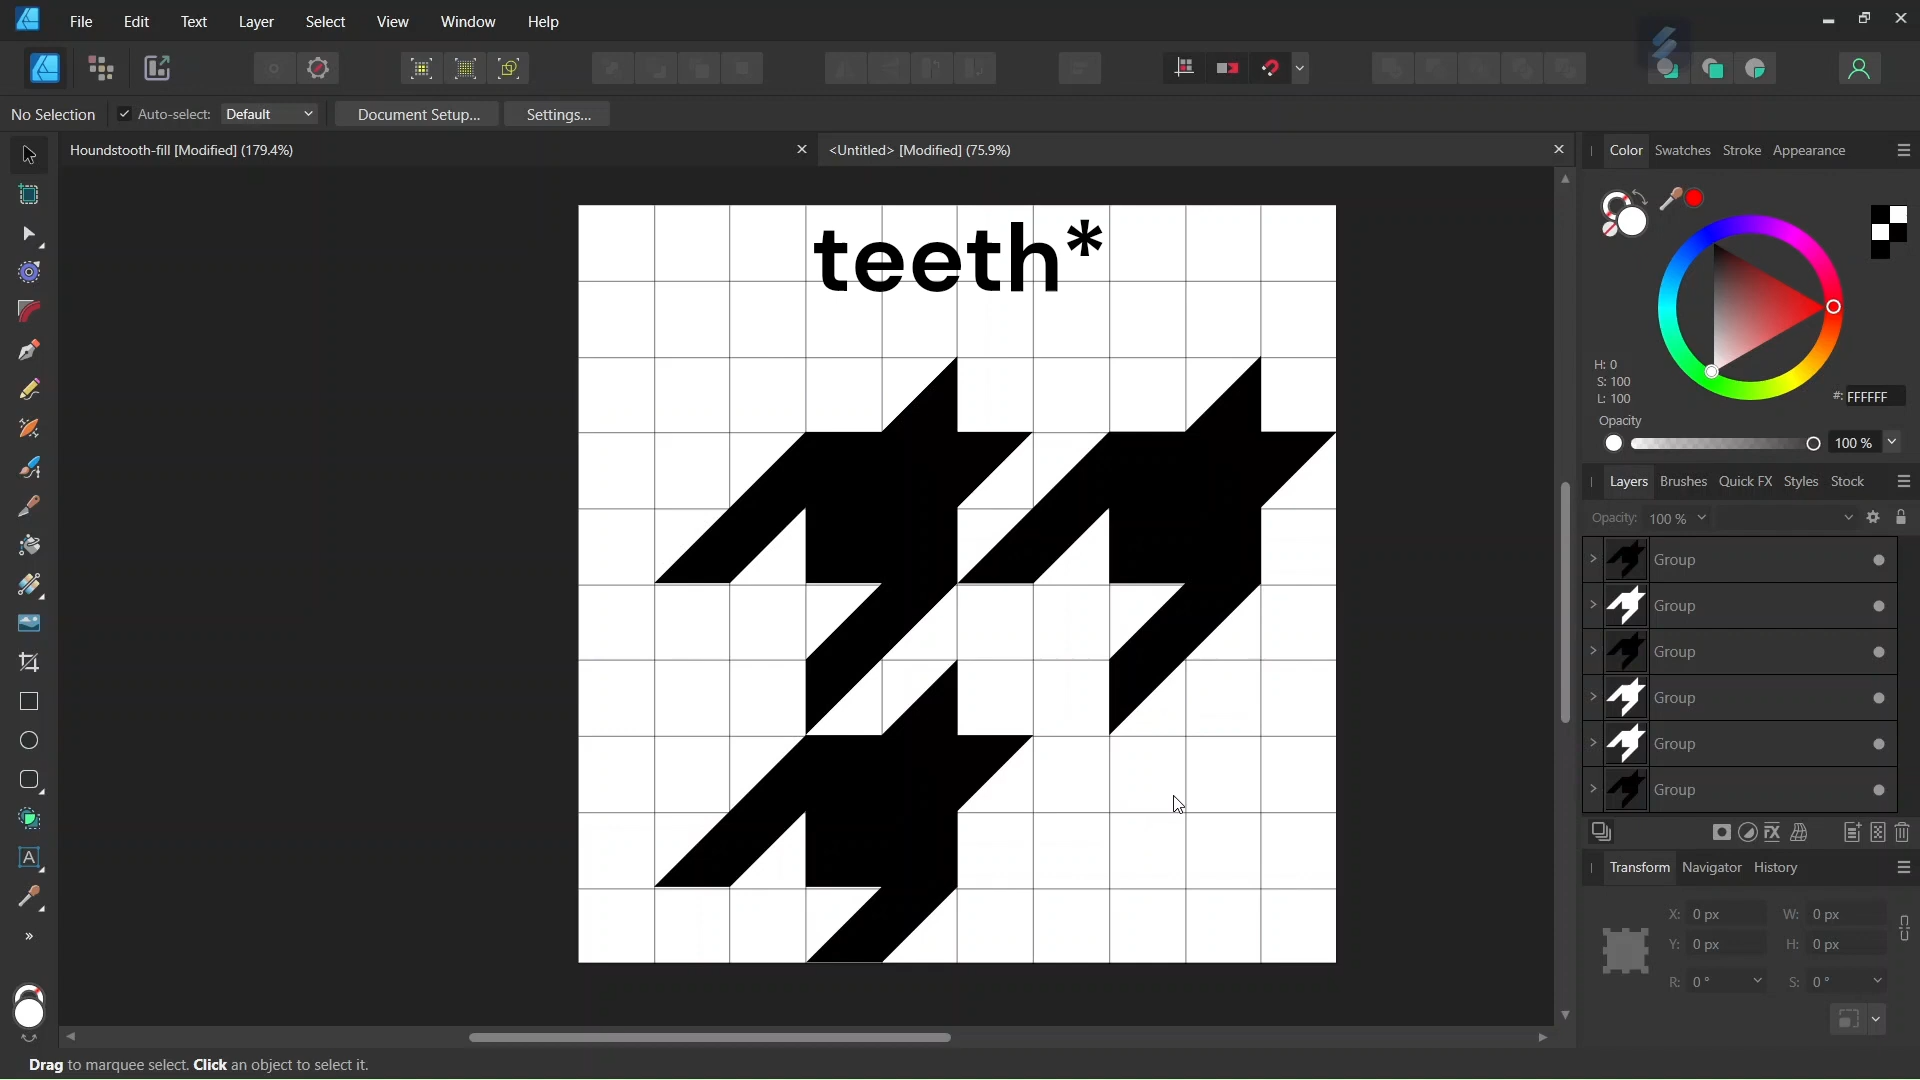 File Edit Text Layer Select View Window Help
No Selection Auto-select: Default Document Setup... Settings...
Houndstooth-fill [Modified] (179.4%)
<Untitled> [Modified] (75.9%)
teeth*
Color Swatches Stroke Appearance
H: 0
S: 100
L: 100
#: FFFFFF
Opacity
100 %
Layers Brushes Quick FX Styles Stock
Opacity: 100 %
Group
Group
Group
Group
Group
Group
FX
Transform Navigator History
X: 0 px W: 0 px
Y: 0 px H: 0 px
R: 0 ° S: 0 °
A
Drag to marquee select. Click an object to select it.